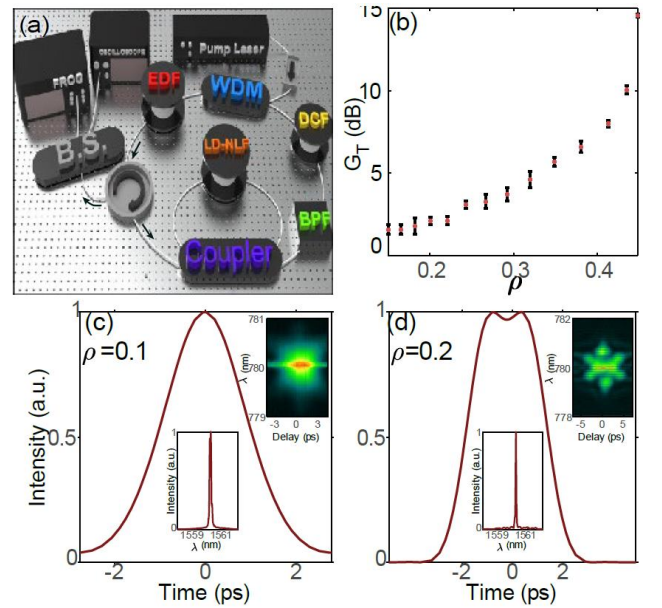 (a)
FROG
OSCILLOSCOPE
Pump Laser
EDF
WDM
DCF
B.S.
LD-NLF
BPF
Coupler
(b)
15
10
5
0
G_T (dB)
0.2
0.3
0.4
ρ
(c)
ρ=0.1
1
0.5
0
Intensity (a.u.)
-2
0
2
Time (ps)
781
780
779
λ (nm)
-3 0 3
Delay (ps)
1
0
Intensity (a.u.)
1559 1561
λ (nm)
(d)
ρ=0.2
1
0.5
0
-2
0
2
4
Time (ps)
782
780
778
λ (nm)
-5 0 5
Delay (ps)
1
0
Intensity (a.u.)
1559 1561
λ (nm)